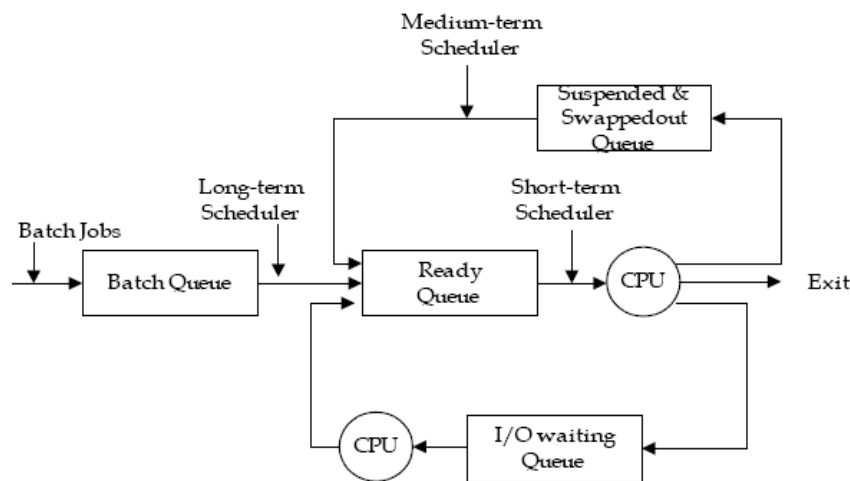 Medium-term
Scheduler
Suspended &
Swappedout
Queue
Long-term
Scheduler
Short-term
Scheduler
Batch Jobs
Batch Queue
Ready
Queue
CPU
Exit
CPU
I/O waiting
Queue